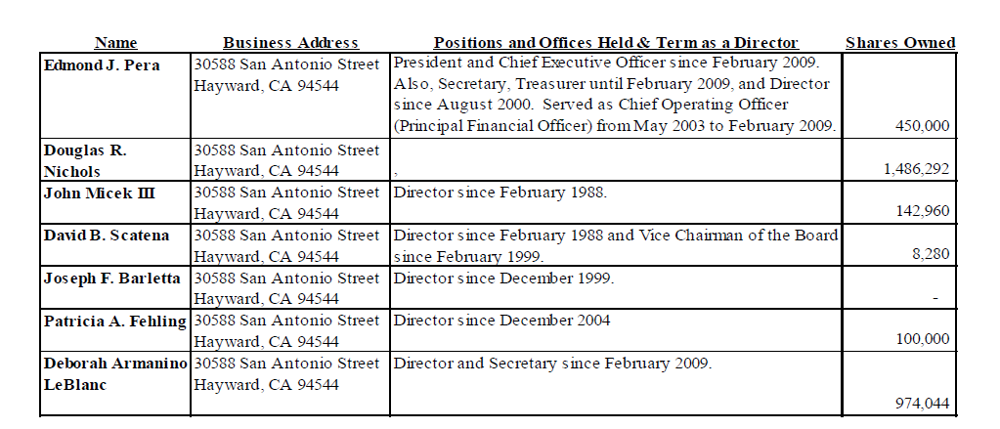 Name Business Address Positions and Offices Held & Term as a Director Shares Owned
Edmond J. Pera 30588 San Antonio Street President and Chief Executive Officer since February 2009.
Hayward, CA 94544 Also, Secretary, Treasurer until February 2009, and Director
since August 2000. Served as Chief Operating Officer
(Principal Financial Officer) from May 2003 to February 2009. 450,000
Douglas R. 30588 San Antonio Street
Nichols Hayward, CA 94544 , 1,486,292
John Micek III 30588 San Antonio Street Director since February 1988.
Hayward, CA 94544 142,960
David B. Scatena 30588 San Antonio Street Director since February 1988 and Vice Chairman of the Board
Hayward, CA 94544 since February 1999. 8,280
Joseph F. Barletta 30588 San Antonio Street Director since December 1999.
Hayward, CA 94544 -
Patricia A. Fehling 30588 San Antonio Street Director since December 2004
Hayward, CA 94544 100,000
Deborah Armanino 30588 San Antonio Street Director and Secretary since February 2009.
LeBlanc Hayward, CA 94544
974,044